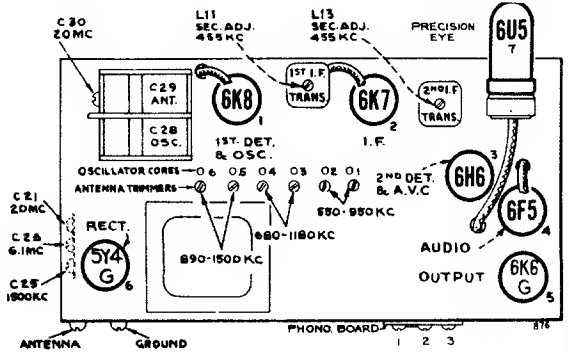 C30
20MC
L11
SEC. ADJ.
455KC
L13
SEC. ADJ.
455KC
PRECISION
EYE
6U5
7
C29
ANT.
C28
OSC.
6K8
1
1ST. DET.
& OSC.
1ST I.F.
TRANS.
6K7
2
I.F.
2ND I.F
TRANS.
OSCILLATOR CORES
6 5 4 3 2 1
ANTENNA TRIMMERS
2ND DET.
& A.V.C
6H6
3
6F5
4
550-950KC
680-1180KC
890-1500KC
C21
20MC
C23
6.1MC
C25
1500KC
RECT.
5Y4
G
6
AUDIO
OUTPUT
6K6
G
5
ANTENNA
GROUND
PHONO. BOARD
1 2 3
876